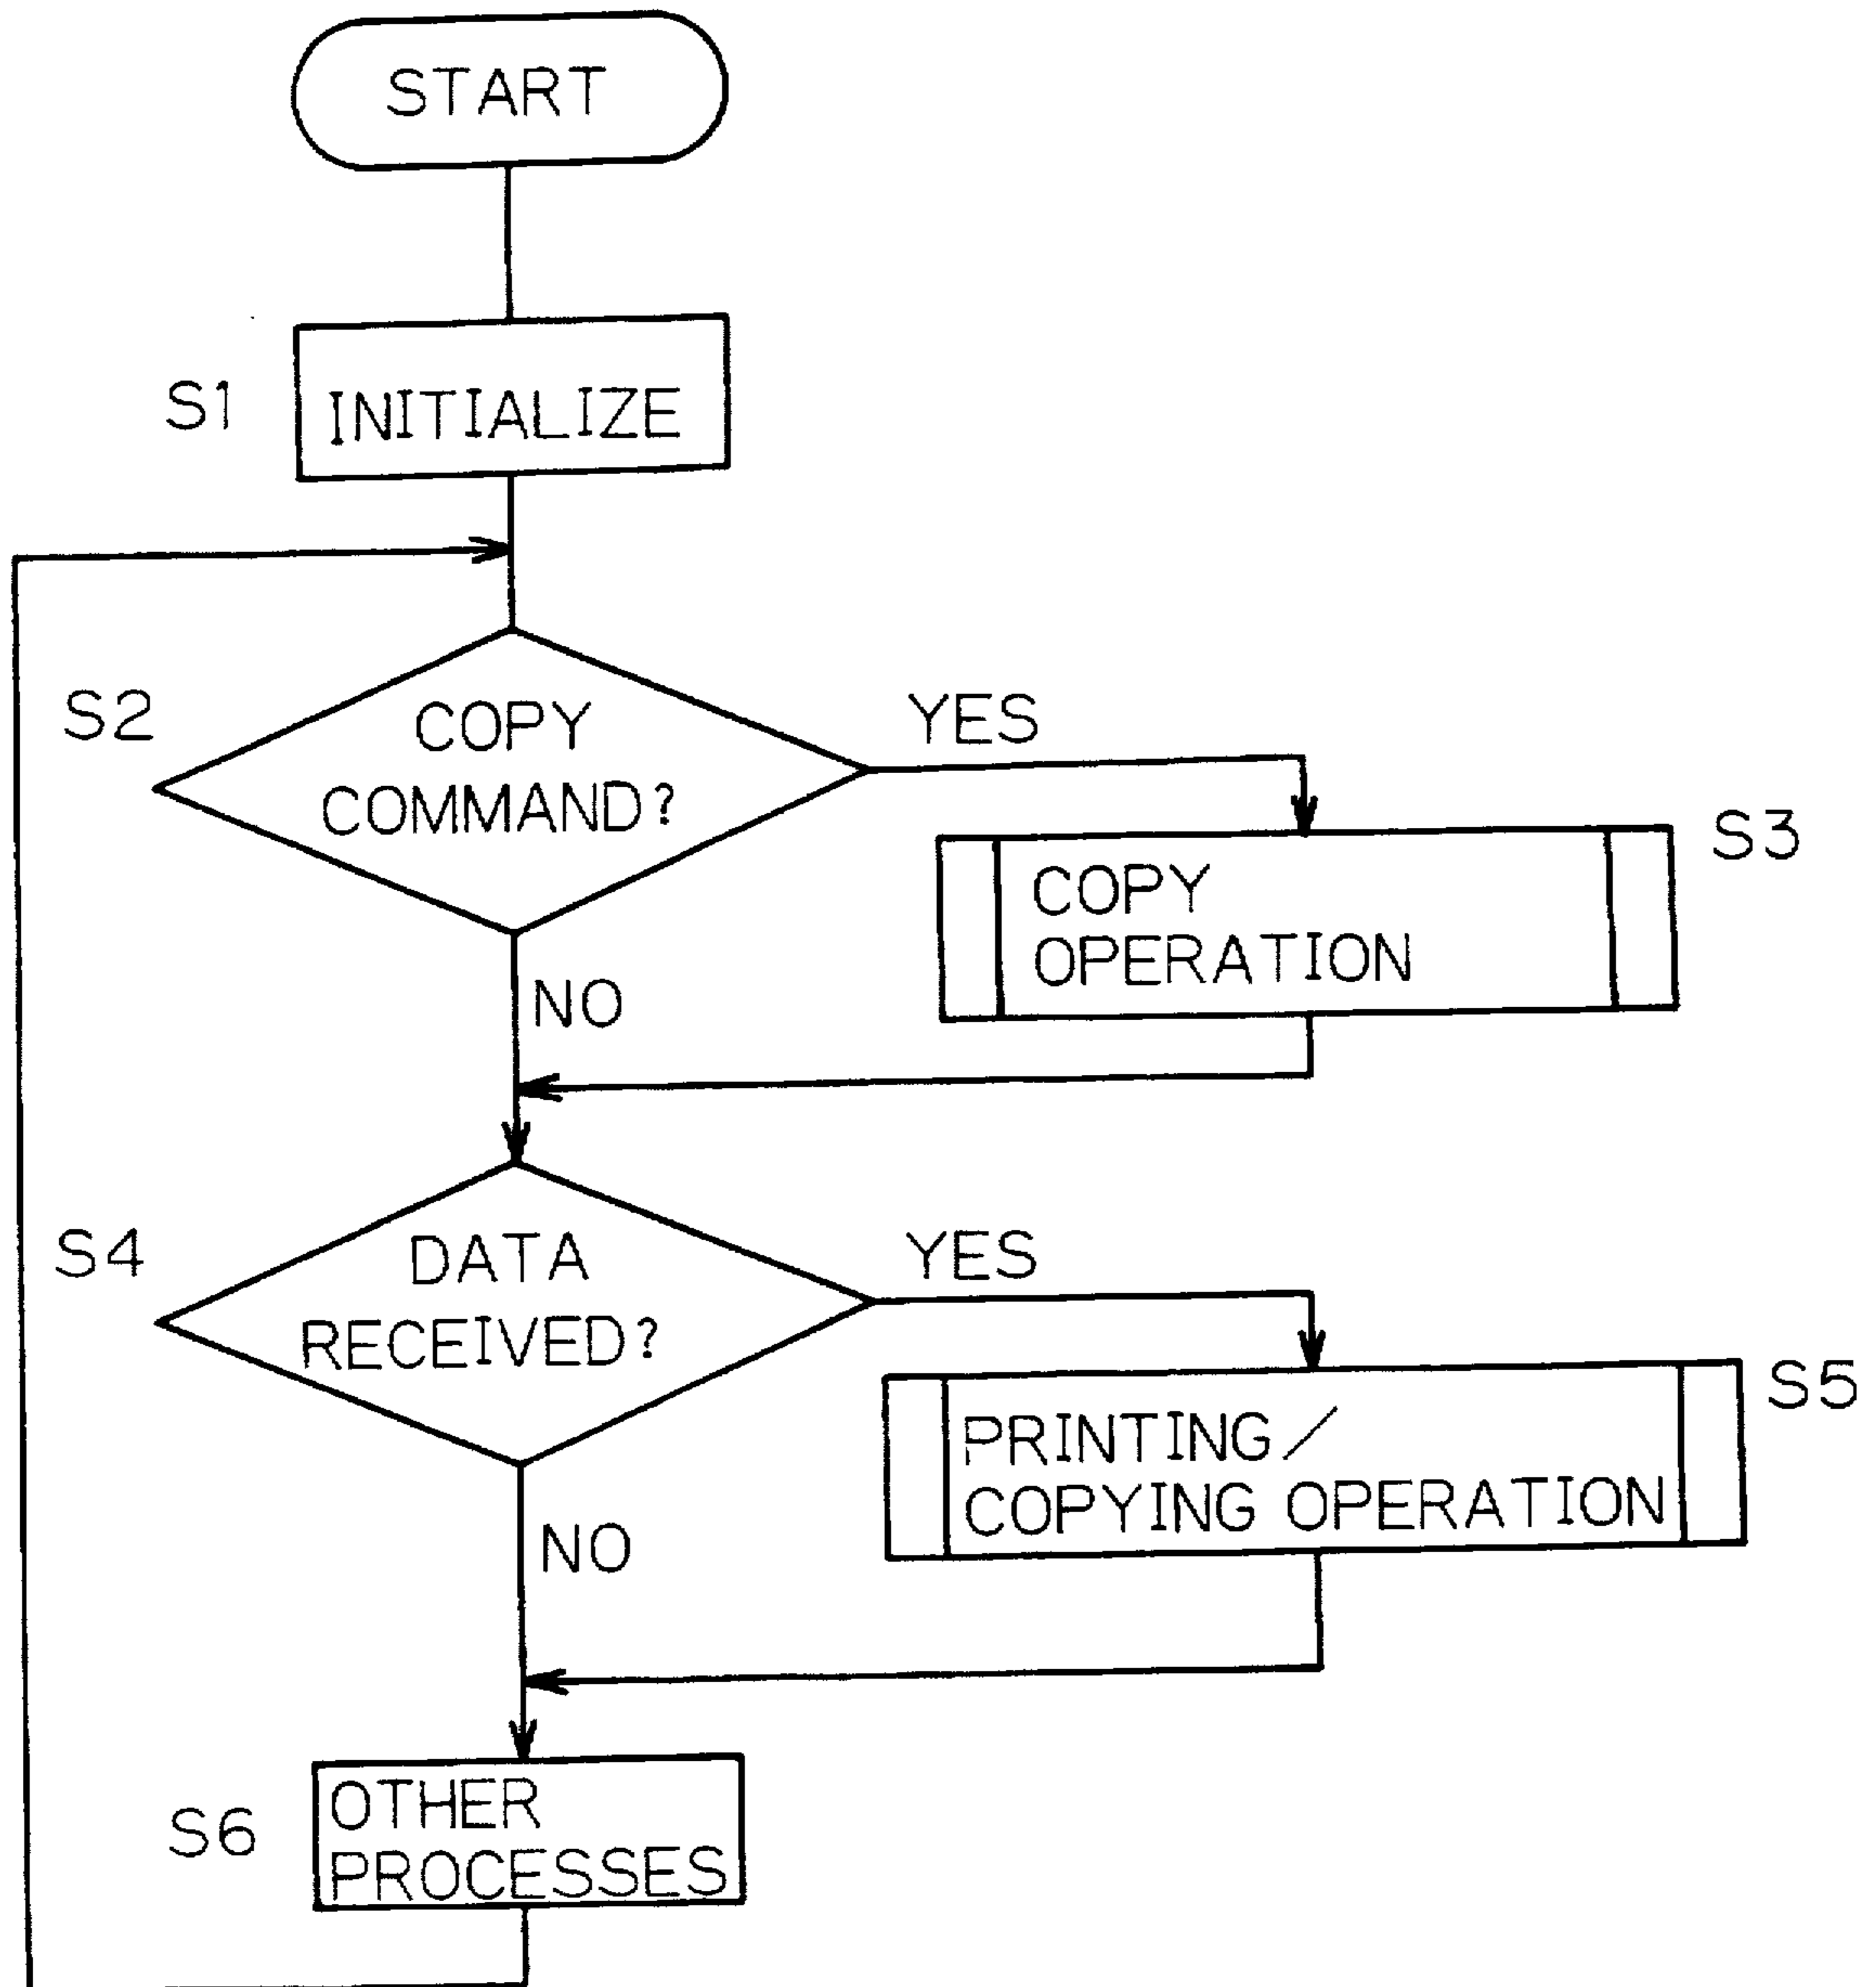 START
S1
INITIALIZE
S2
COPY
COMMAND?
YES
S3
COPY
OPERATION
NO
S4
DATA
RECEIVED?
YES
S5
PRINTING/
COPYING OPERATION
NO
S6
OTHER
PROCESSES